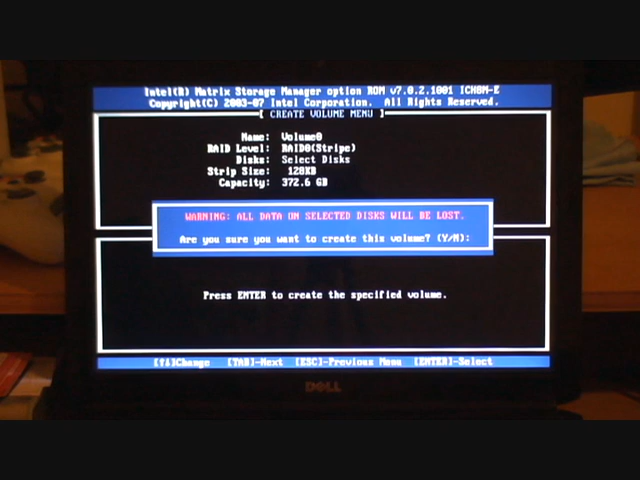 Intel(R) Matrix Storage Manager option ROM v7.0.2.1001 ICH8M-E
Copyright(C) 2003-07 Intel Corporation. All Rights Reserved.
[ CREATE VOLUME MENU ]
Name: Volume0
RAID Level: RAID0(Stripe)
Disks: Select Disks
Strip Size: 128KB
Capacity: 372.6 GB
WARNING: ALL DATA ON SELECTED DISKS WILL BE LOST.
Are you sure you want to create this volume? (Y/N):
Press ENTER to create the specified volume.
[↑↓]Change [TAB]-Next [ESC]-Previous Menu [ENTER]-Select
DELL